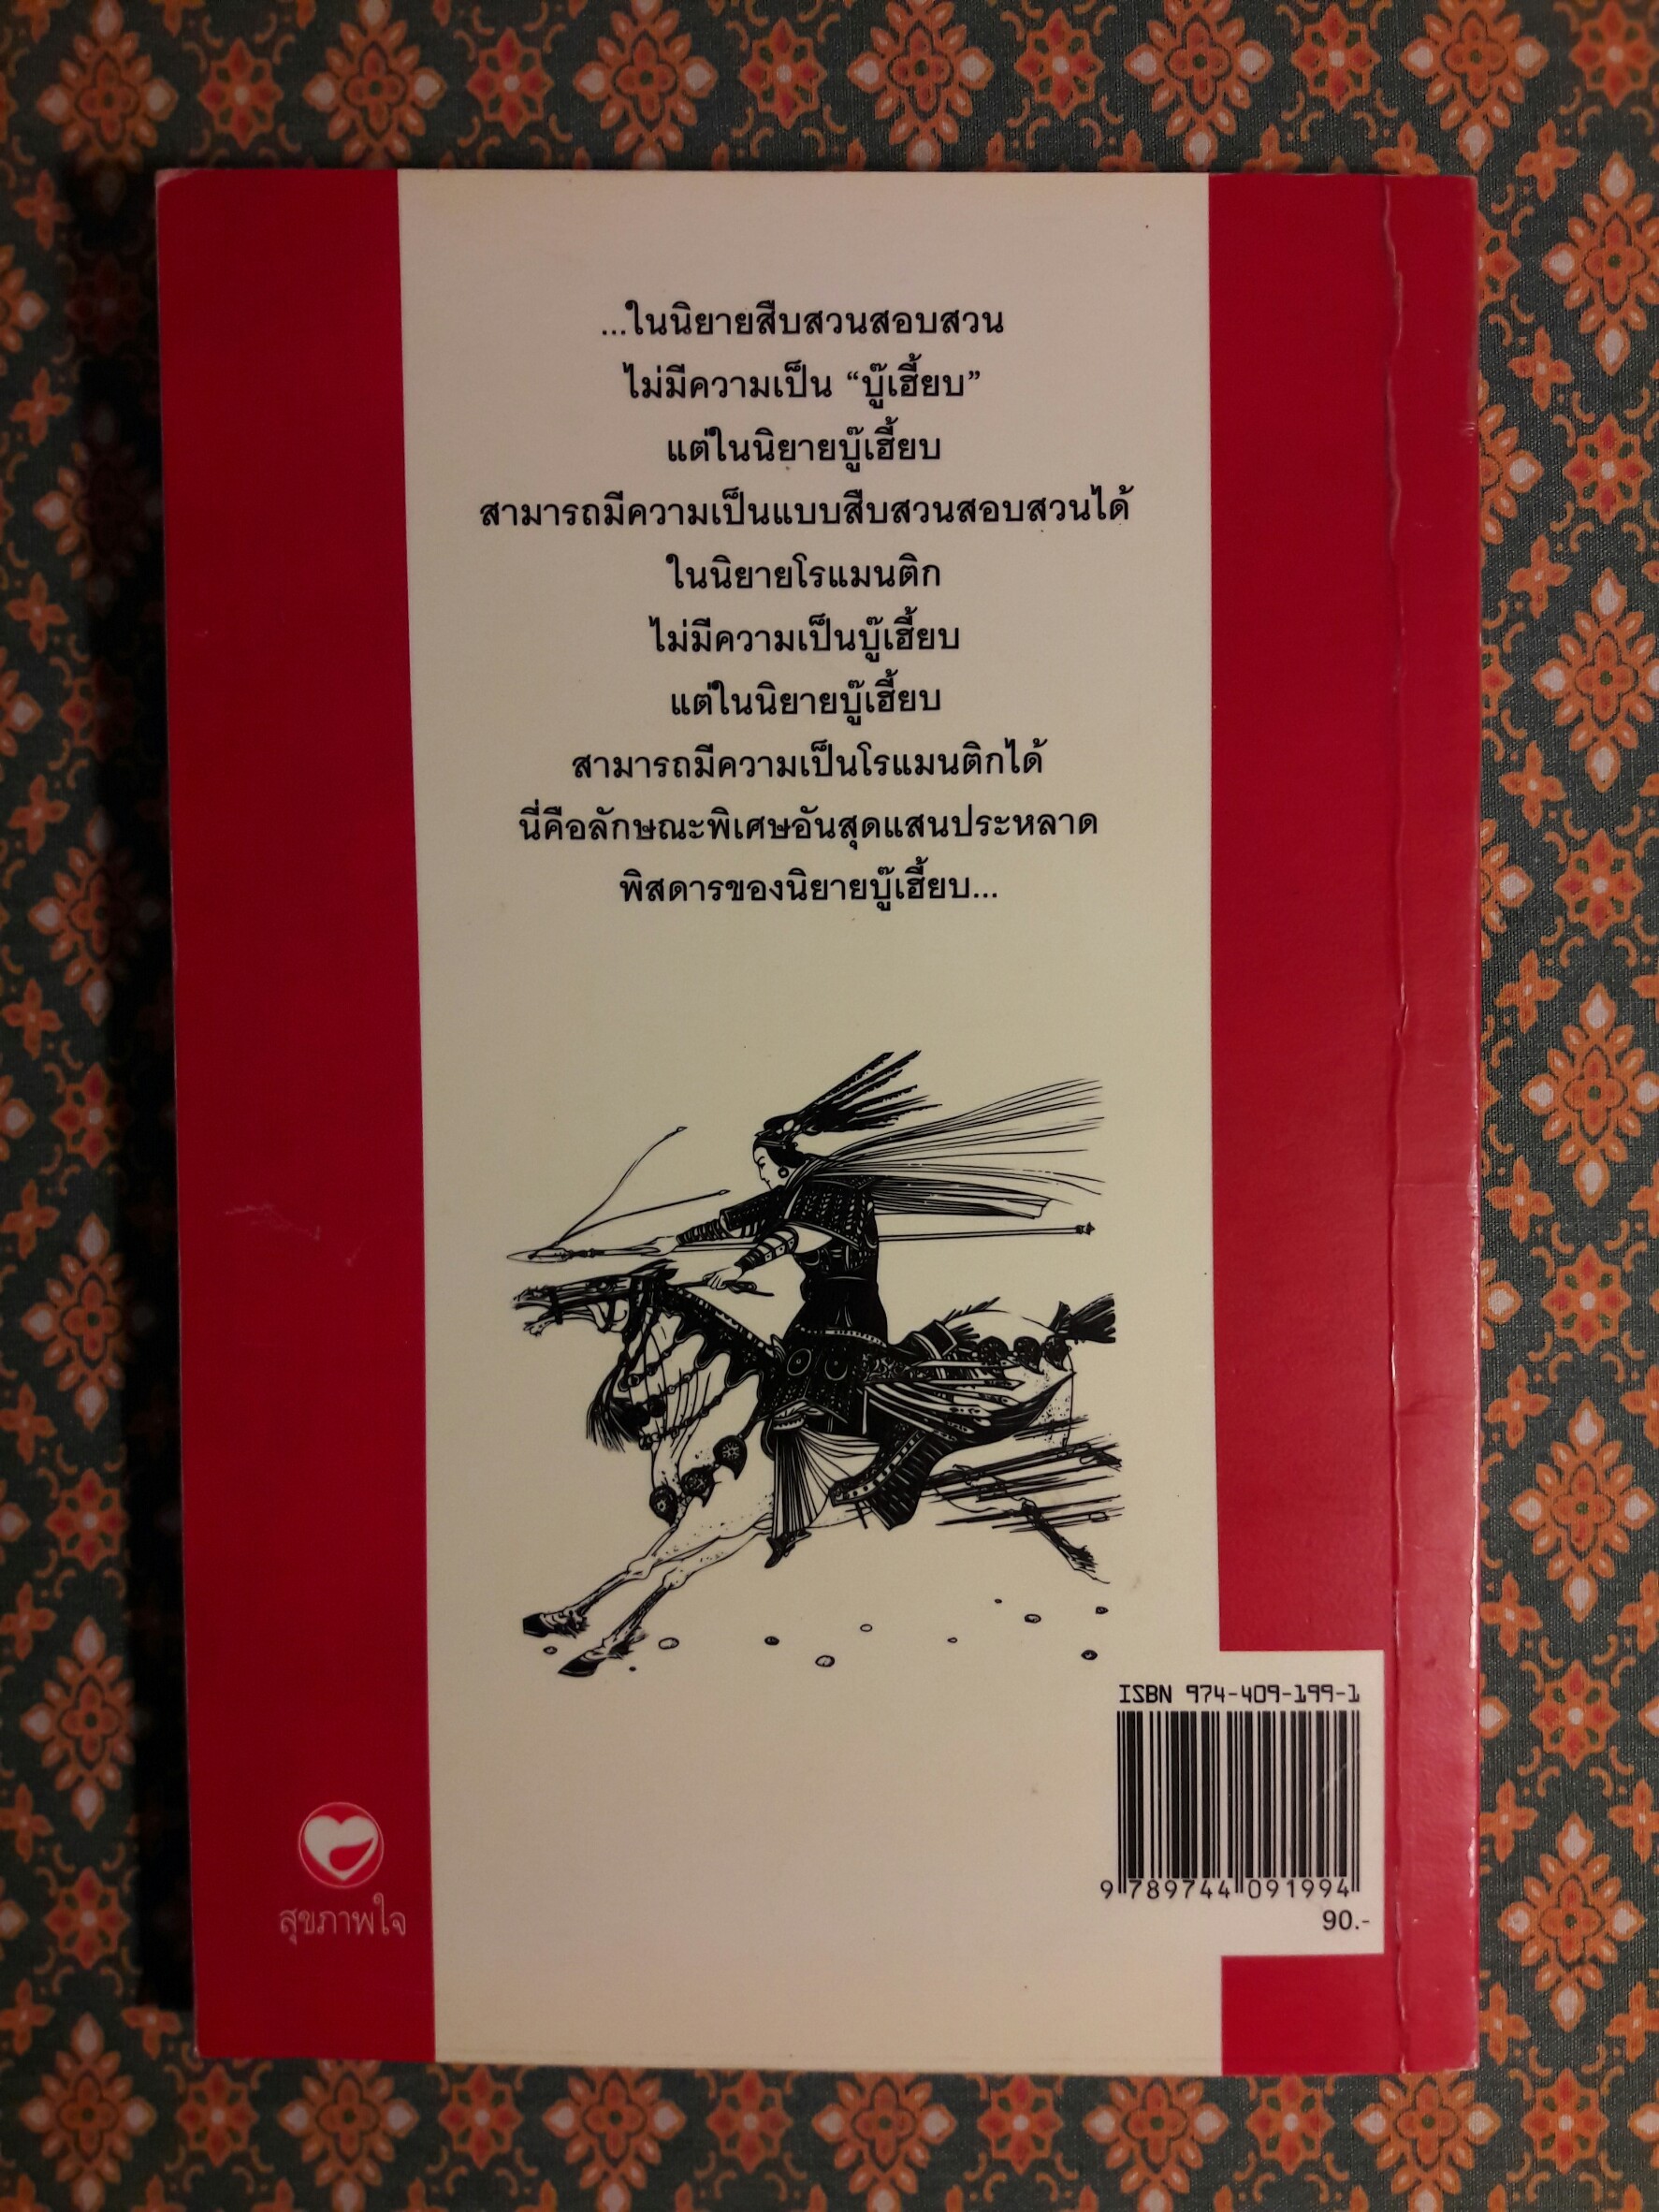 ...ในนิยายสืบสวนสอบสวน
ไม่มีความเป็น “บู๊เฮี้ยบ”
แต่ในนิยายบู๊เฮี้ยบ
สามารถมีความเป็นแบบสืบสวนสอบสวนได้
ในนิยายโรแมนติก
ไม่มีความเป็นบู๊เฮี้ยบ
แต่ในนิยายบู๊เฮี้ยบ
สามารถมีความเป็นโรแมนติกได้
นี่คือลักษณะพิเศษอันสุดแสนประหลาด
พิสดารของนิยายบู๊เฮี้ยบ...
ISBN 974-409-199-1
9 789744 091994
90.-
สุขภาพใจ